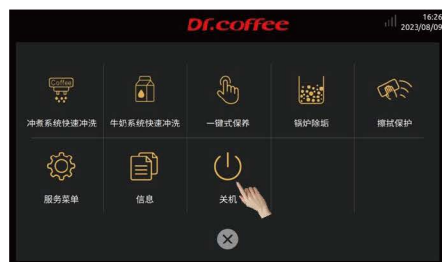 Dr.coffee
16:26
2023/08/09
Coffee
冲煮系统快速冲洗
牛奶系统快速冲洗
一键式保养
锅炉除垢
擦拭保护
服务菜单
信息
关机